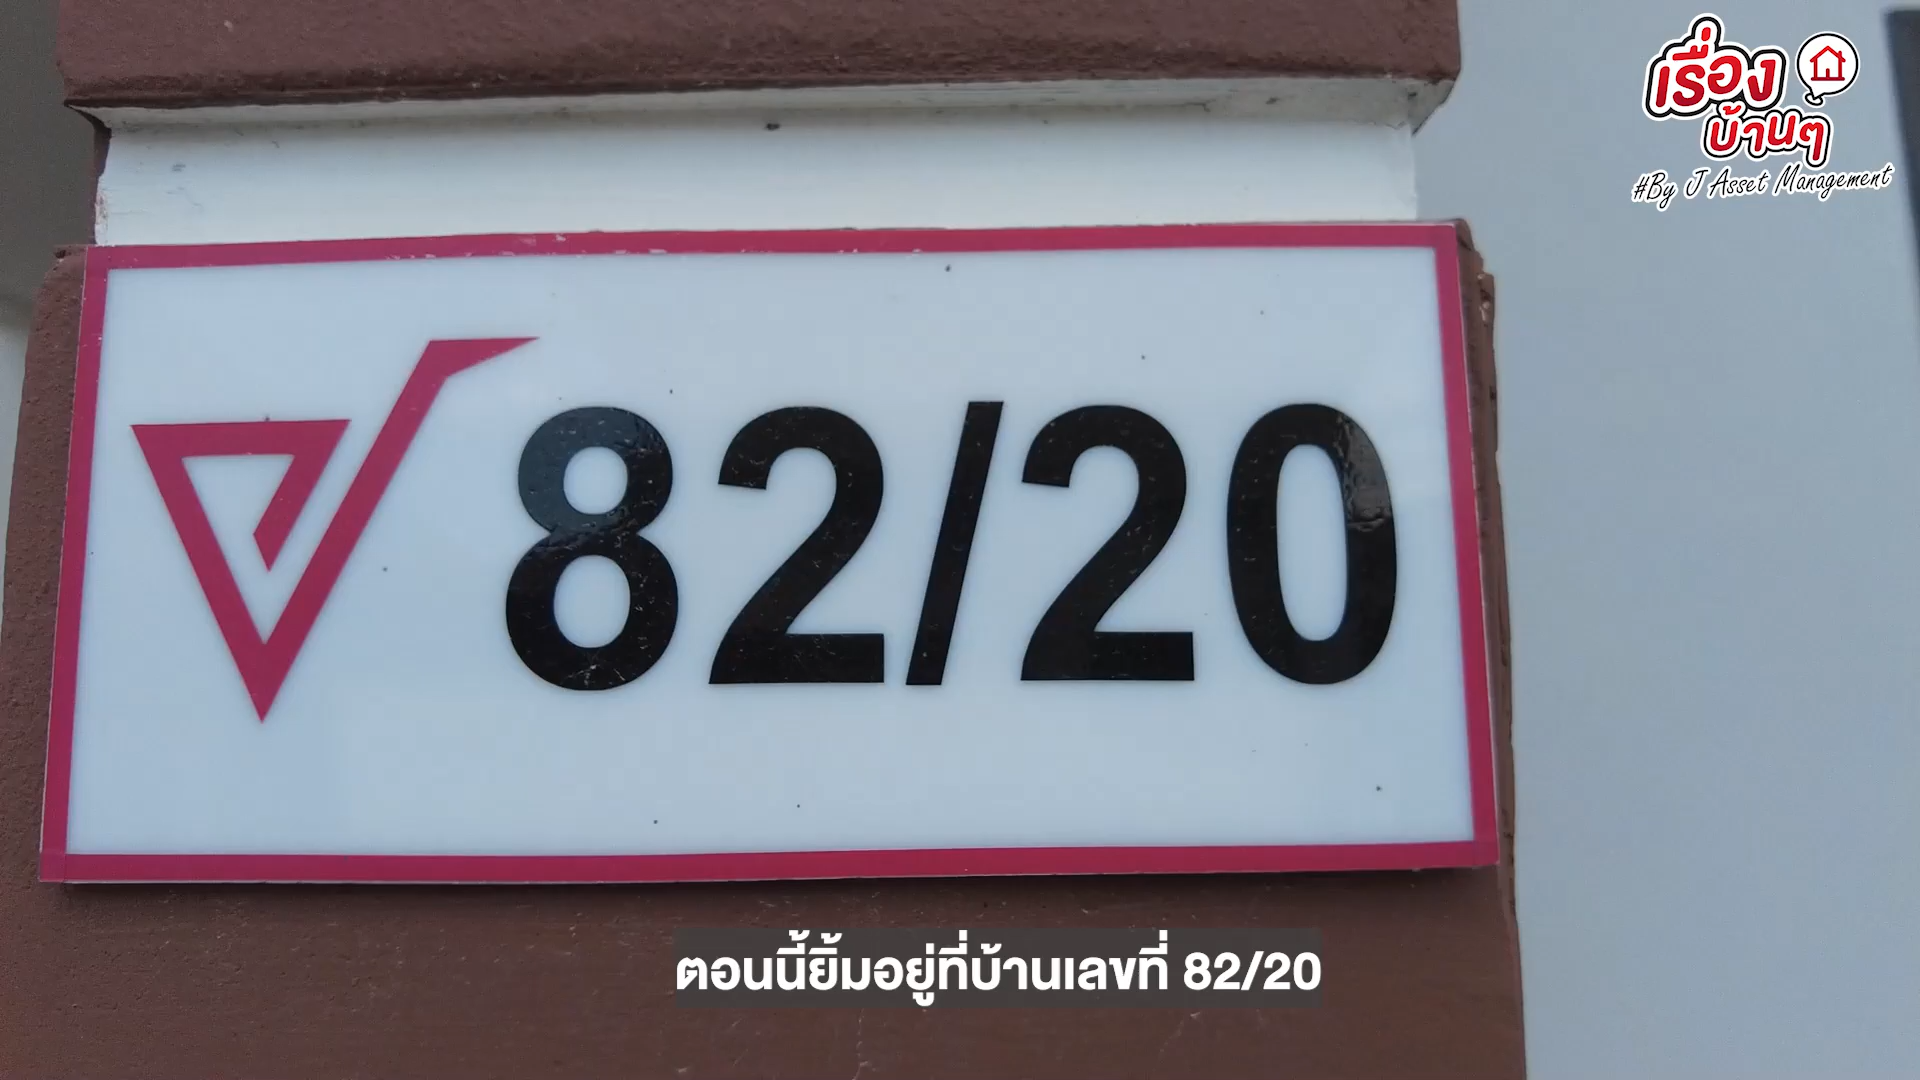 เรื่อง
บ้านๆ
#By J Asset Management
82/20
ตอนนี้ยิ้มอยู่ที่บ้านเลขที่ 82/20